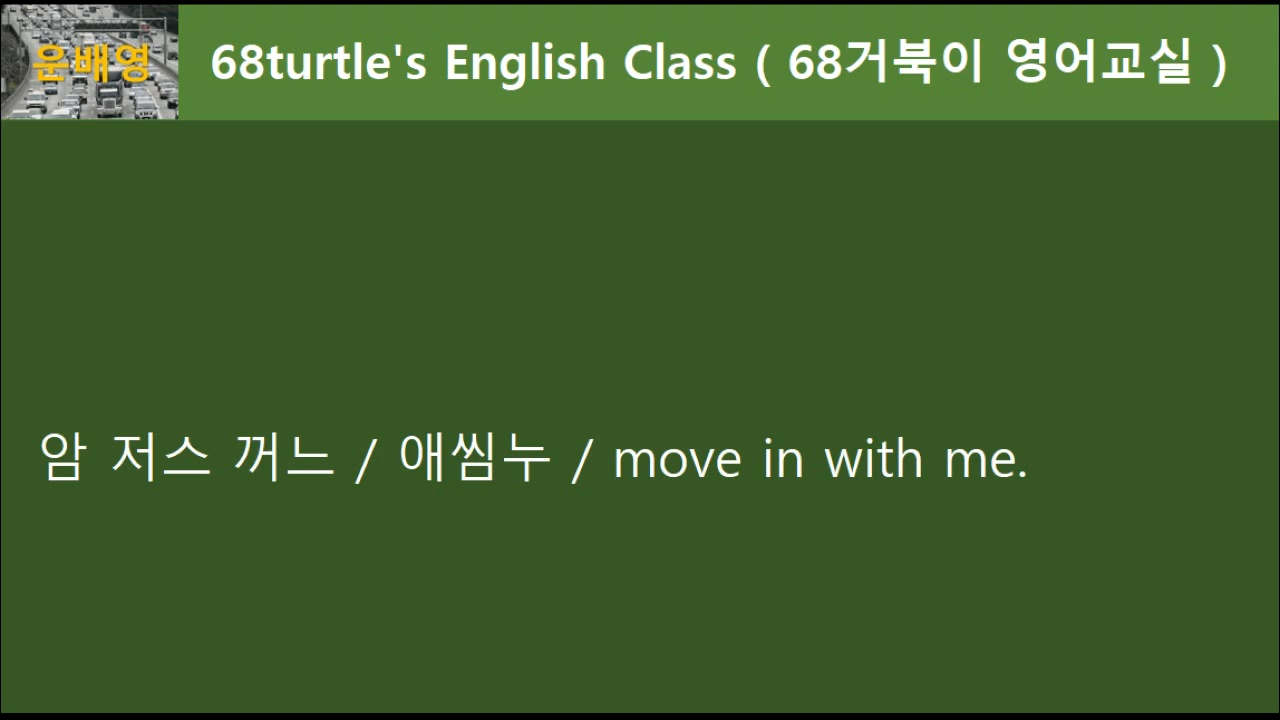 운배영
68turtle's English Class ( 68거북이 영어교실 )
암 저스 꺼느 / 애씸누 / move in with me.